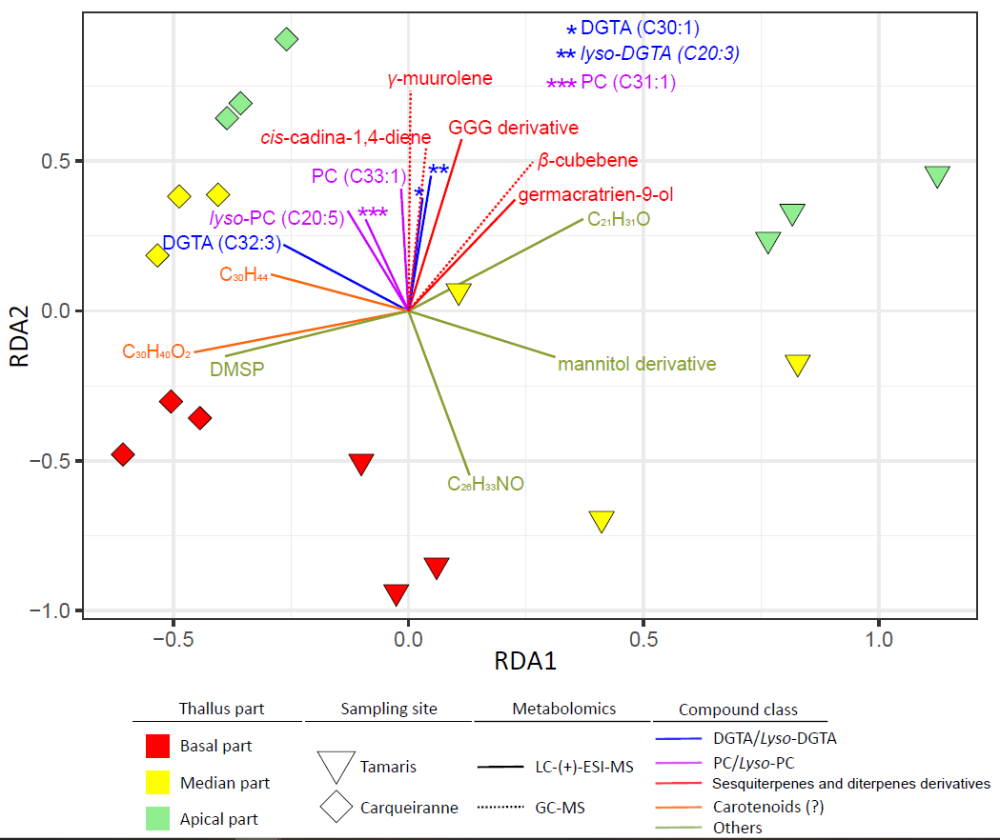 * DGTA (C30:1)
** lyso-DGTA (C20:3)
*** PC (C31:1)
γ-muurolene
GGG derivative
cis-cadina-1,4-diene
β-cubebene
PC (C33:1)
**
*
germacratrien-9-ol
lyso-PC (C20:5)
***
C₂₁H₃₁O
DGTA (C32:3)
C₃₀H₄₄
C₃₀H₄₀O₂
DMSP
mannitol derivative
C₂₆H₃₃NO
RDA2
0.5
0.0
−0.5
−1.0
−0.5
0.0
0.5
1.0
RDA1
Thallus part
Basal part
Median part
Apical part
Sampling site
Tamaris
Carqueiranne
Metabolomics
LC-(+)-ESI-MS
GC-MS
Compound class
DGTA/Lyso-DGTA
PC/Lyso-PC
Sesquiterpenes and diterpenes derivatives
Carotenoids (?)
Others